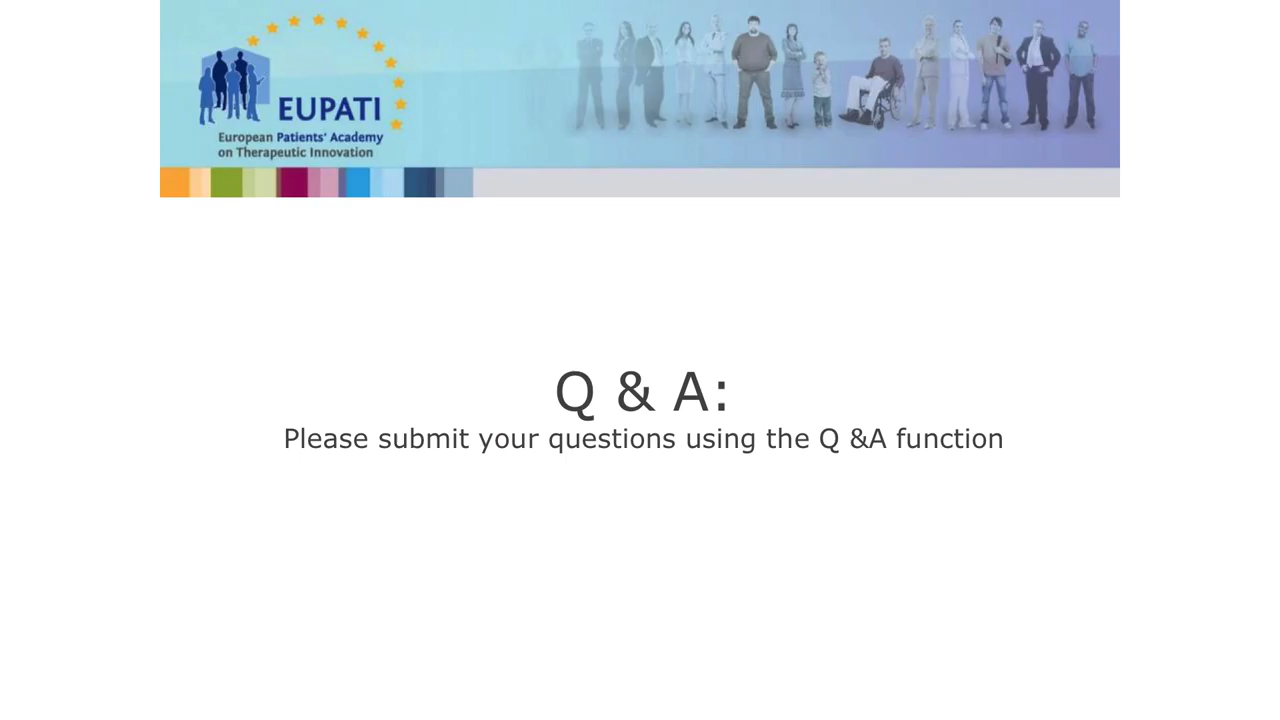 EUPATI
European Patients' Academy
on Therapeutic Innovation
Q & A:
Please submit your questions using the Q &A function